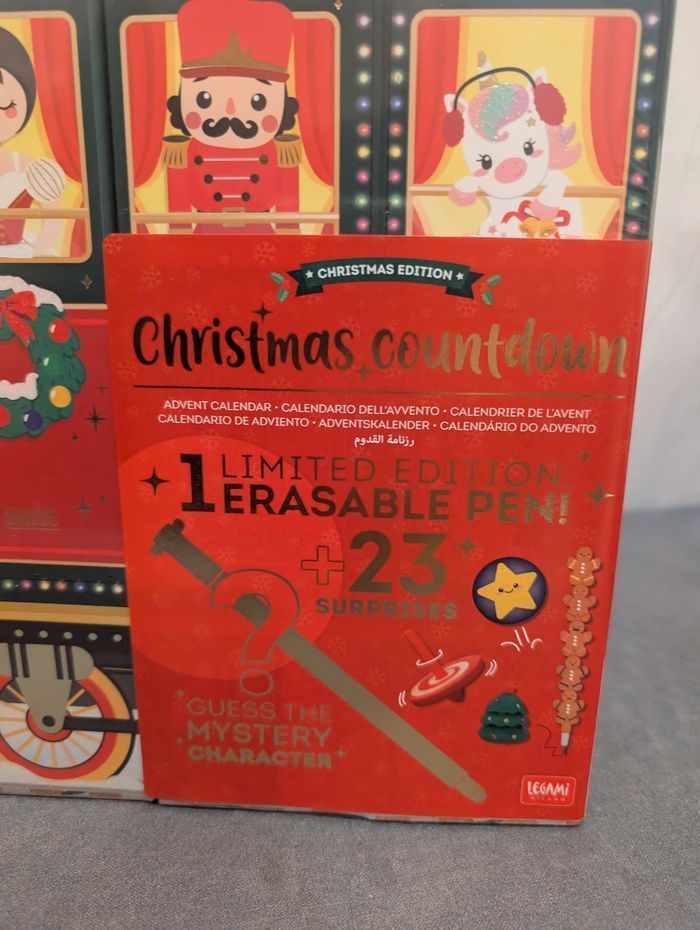 CHRISTMAS EDITION
Christmas countdown
ADVENT CALENDAR • CALENDARIO DELL'AVVENTO • CALENDRIER DE L'AVENT
CALENDARIO DE ADVIENTO • ADVENTSKALENDER • CALENDÁRIO DO ADVENTO
رزنامة القدوم
1 LIMITED EDITION
ERASABLE PEN!
+23
SURPRISES
?
GUESS THE
MYSTERY
CHARACTER
LEGAMI
MILANO